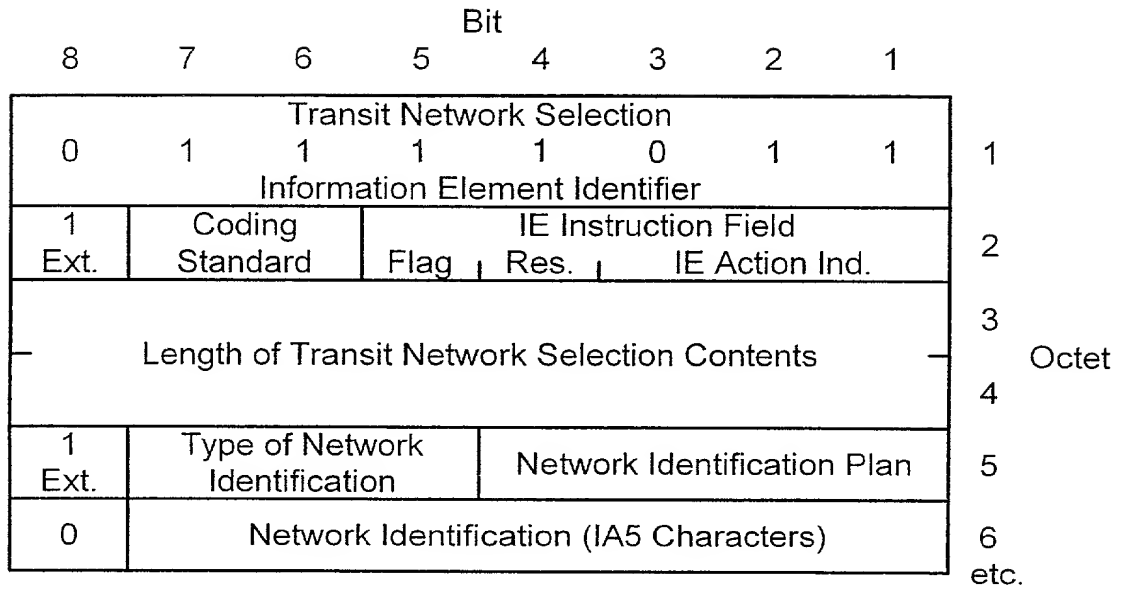 Bit
8 7 6 5 4 3 2 1
Transit Network Selection
0 1 1 1 1 0 1 1 1
Information Element Identifier
1 Coding IE Instruction Field
Ext. Standard Flag Res. IE Action Ind. 2
3
Length of Transit Network Selection Contents Octet
4
1 Type of Network
Ext. Identification Network Identification Plan 5
0 Network Identification (IA5 Characters) 6
etc.